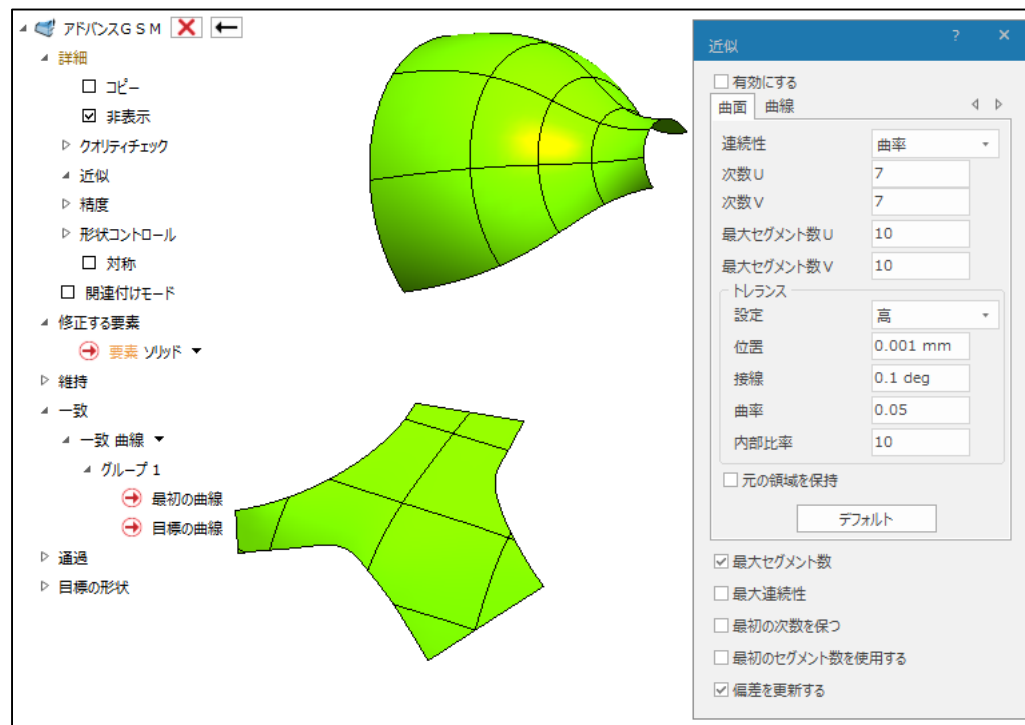 アドバンスGSM
詳細
コピー
非表示
クオリティチェック
近似
精度
形状コントロール
対称
関連付けモード
修正する要素
要素 ソリッド
維持
一致
一致 曲線
グループ 1
最初の曲線
目標の曲線
通過
目標の形状
近似
?
有効にする
曲面 曲線
連続性 曲率
次数U 7
次数V 7
最大セグメント数U 10
最大セグメント数V 10
トレランス
設定 高
位置 0.001 mm
接線 0.1 deg
曲率 0.05
内部比率 10
元の領域を保持
デフォルト
最大セグメント数
最大連続性
最初の次数を保つ
最初のセグメント数を使用する
偏差を更新する